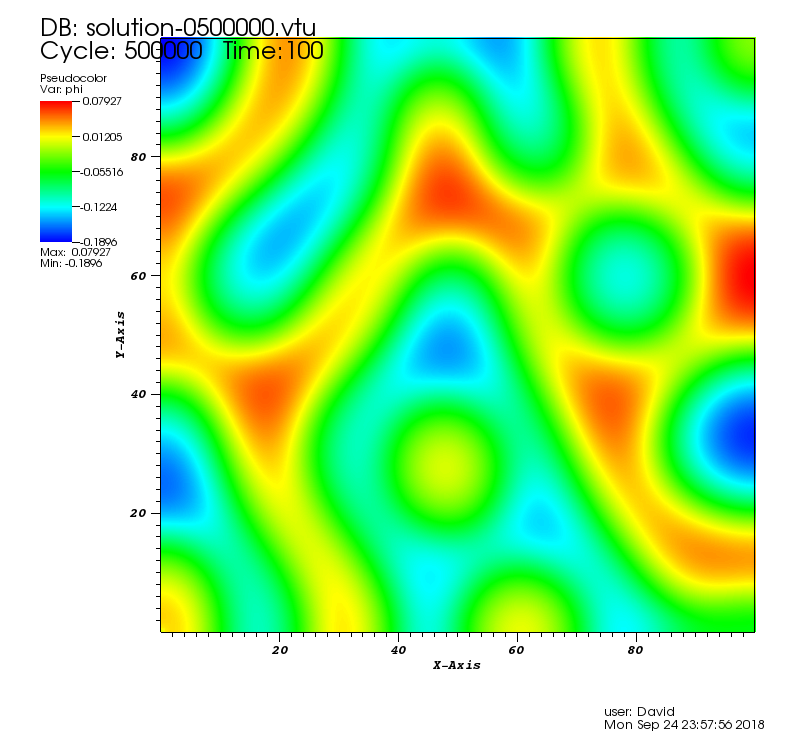 DB: solution-0500000.vtu
Cycle: 500000 Time:100
Pseudocolor
Var: phi
0.07927
0.01205
-0.05516
-0.1224
-0.1896
Max: 0.07927
Min: -0.1896
80
60
40
20
Y-Axis
20 40 60 80
X-Axis
user: David
Mon Sep 24 23:57:56 2018